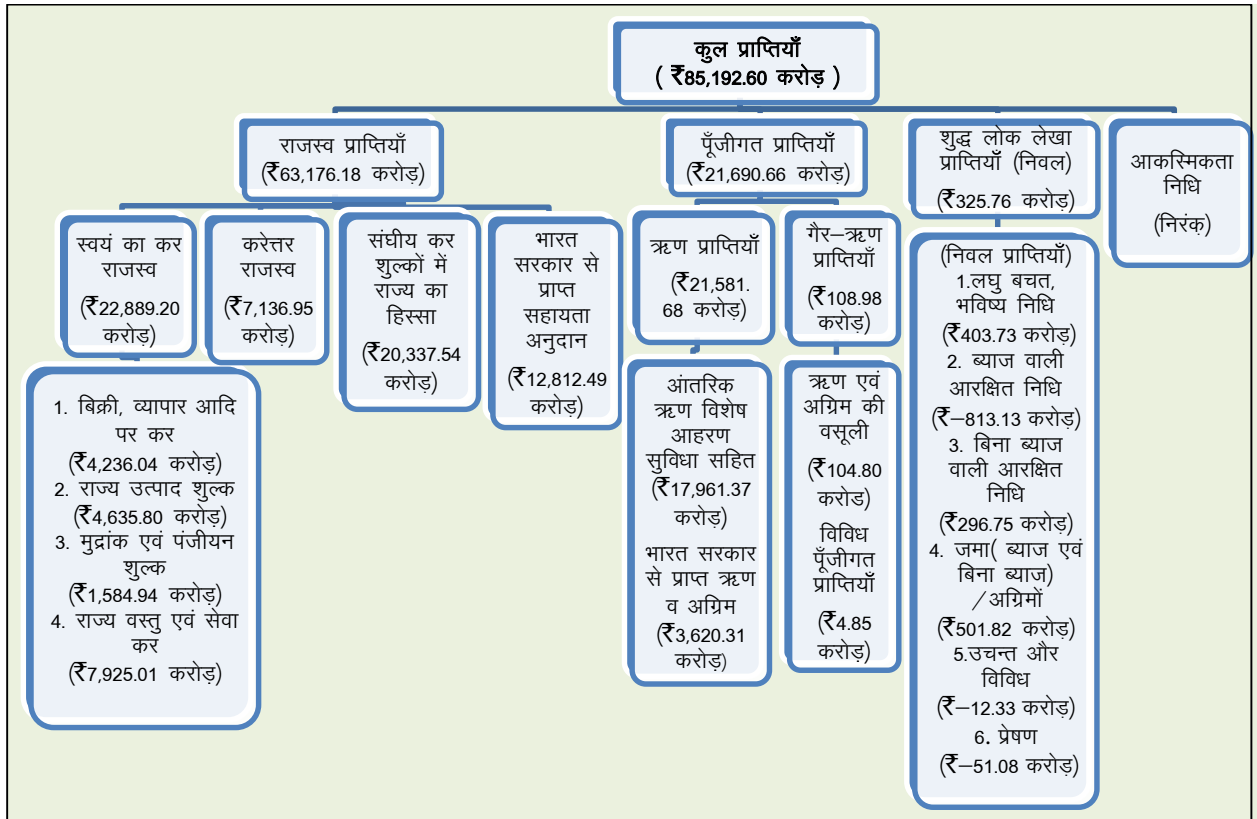 कुल प्राप्तियाँ
( ₹85,192.60 करोड़ )
राजस्व प्राप्तियाँ
(₹63,176.18 करोड़)
पूँजीगत प्राप्तियाँ
(₹21,690.66 करोड़)
शुद्ध लोक लेखा
प्राप्तियाँ (निवल)
(₹325.76 करोड़)
आकस्मिकता
निधि
(निरंक)
स्वयं का कर
राजस्व
(₹22,889.20
करोड़)
करेत्तर
राजस्व
(₹7,136.95
करोड़)
संघीय कर
शुल्कों में
राज्य का
हिस्सा
(₹20,337.54
करोड)
भारत
सरकार से
प्राप्त
सहायता
अनुदान
(₹12,812.49
करोड़)
ऋण प्राप्तियाँ
(₹21,581.
68 करोड़)
गैर–ऋण
प्राप्तियाँ
(₹108.98
करोड़)
1. बिक्री, व्यापार आदि
पर कर
(₹4,236.04 करोड़)
2. राज्य उत्पाद शुल्क
(₹4,635.80 करोड़)
3. मुद्रांक एवं पंजीयन
शुल्क
(₹1,584.94 करोड़)
4. राज्य वस्तु एवं सेवा
कर
(₹7,925.01 करोड़)
आंतरिक
ऋण विशेष
आहरण
सुविधा सहित
(₹17,961.37
करोड़)
भारत सरकार
से प्राप्त ऋण
व अग्रिम
(₹3,620.31
करोड़)
ऋण एवं
अग्रिम की
वसूली
(₹104.80
करोड)
विविध
पूँजीगत
प्राप्तियाँ
(₹4.85
करोड़)
(निवल प्राप्तियाँ)
1.लघु बचत,
भविष्य निधि
(₹403.73 करोड़)
2. ब्याज वाली
आरक्षित निधि
(₹–813.13 करोड़)
3. बिना ब्याज
वाली आरक्षित
निधि
(₹296.75 करोड़)
4. जमा( ब्याज एवं
बिना ब्याज)
/अग्रिमों
(₹501.82 करोड़)
5.उचन्त और
विविध
(₹–12.33 करोड़)
6. प्रेषण
(₹–51.08 करोड़)